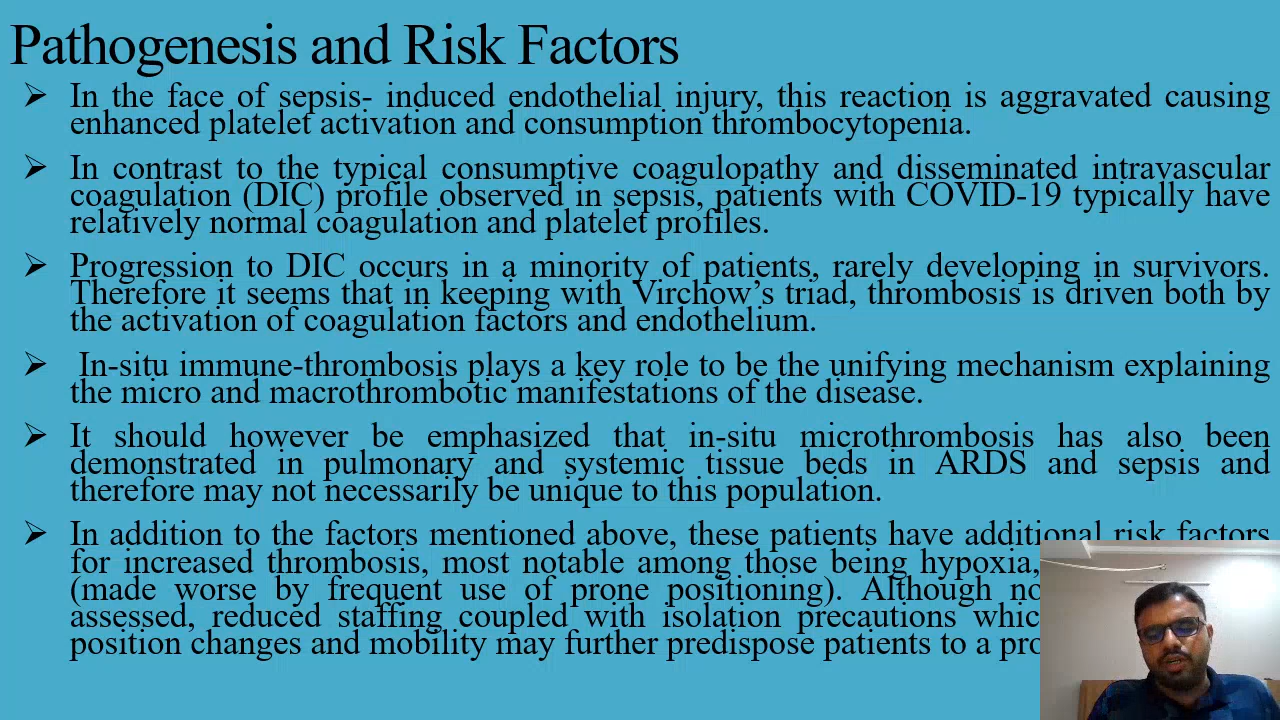 Pathogenesis and Risk Factors
➢ In the face of sepsis- induced endothelial injury, this reaction is aggravated causing
enhanced platelet activation and consumption thrombocytopenia.
➢ In contrast to the typical consumptive coagulopathy and disseminated intravascular
coagulation (DIC) profile observed in sepsis, patients with COVID-19 typically have
relatively normal coagulation and platelet profiles.
➢ Progression to DIC occurs in a minority of patients, rarely developing in survivors.
Therefore it seems that in keeping with Virchow's triad, thrombosis is driven both by
the activation of coagulation factors and endothelium.
➢ In-situ immune-thrombosis plays a key role to be the unifying mechanism explaining
the micro and macrothrombotic manifestations of the disease.
➢ It should however be emphasized that in-situ microthrombosis has also been
demonstrated in pulmonary and systemic tissue beds in ARDS and sepsis and
therefore may not necessarily be unique to this population.
➢ In addition to the factors mentioned above, these patients have additional risk factors
for increased thrombosis, most notable among those being hypoxia,
(made worse by frequent use of prone positioning). Although
assessed, reduced staffing coupled with isolation precautions
position changes and mobility may further predispose patients to a